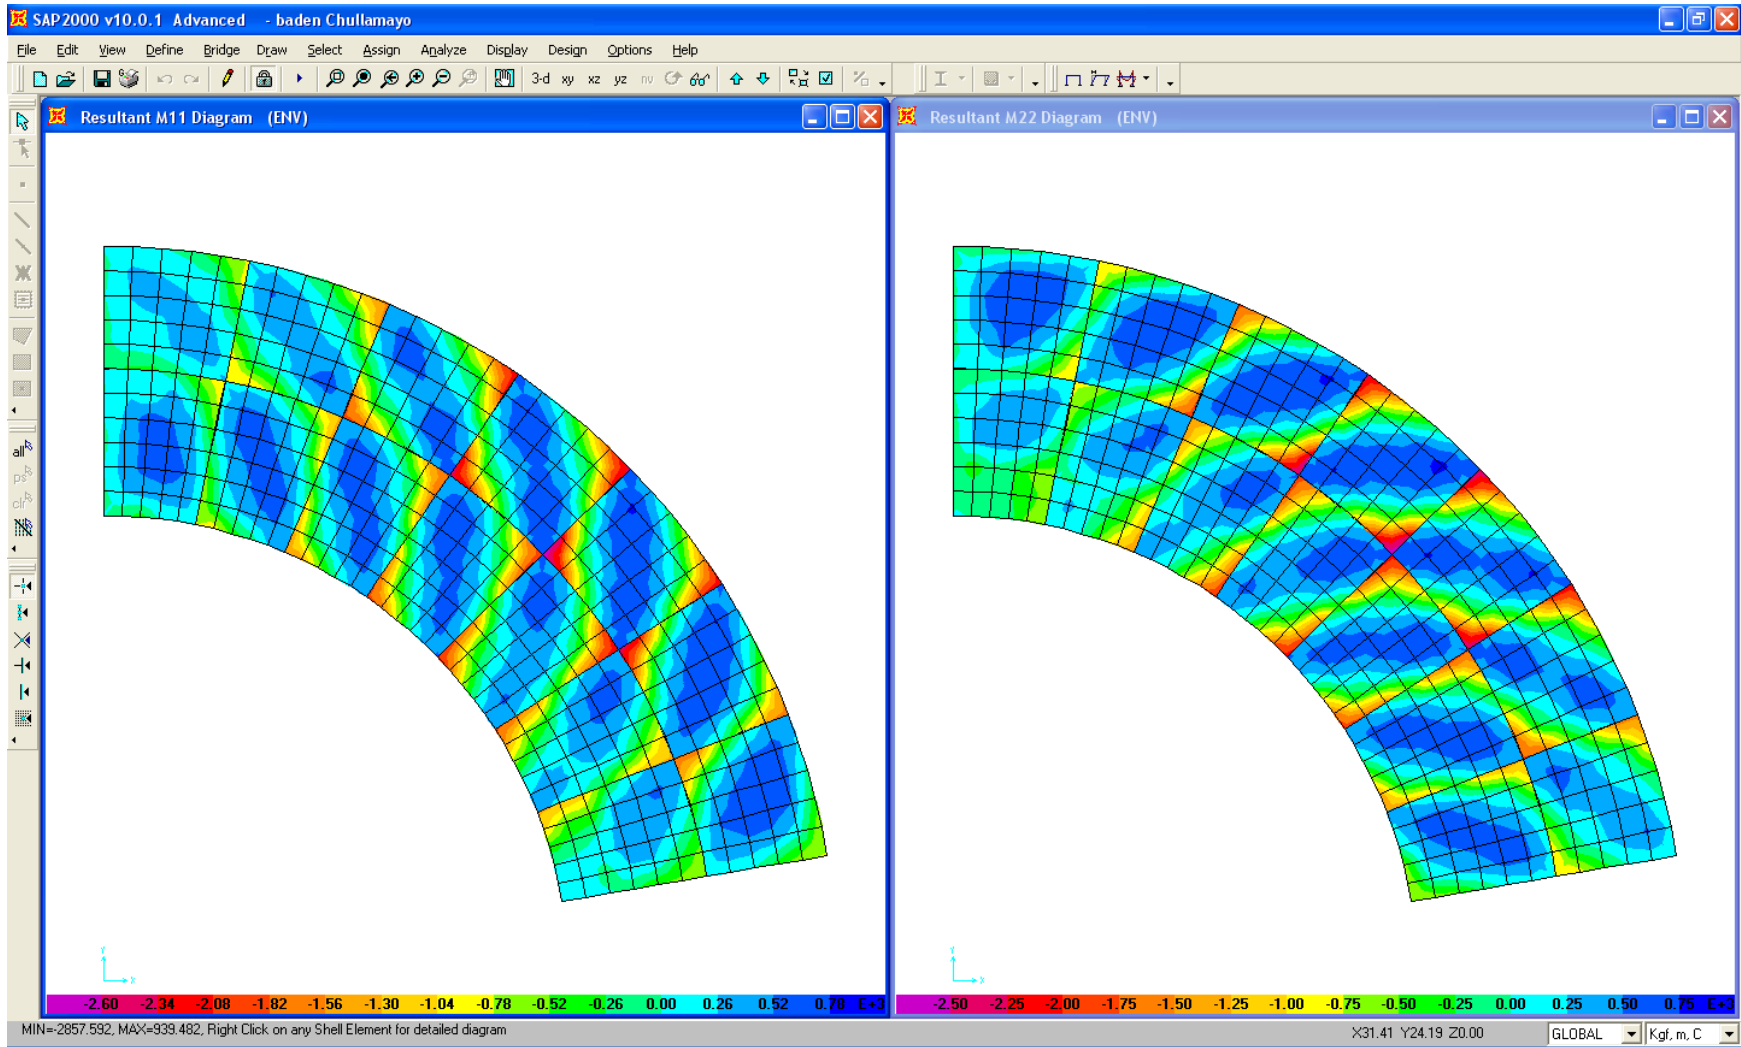 SAP2000 v10.0.1 Advanced - baden Chullamayo
File Edit View Define Bridge Draw Select Assign Analyze Display Design Options Help
3-d xy xz yz nv
Resultant M11 Diagram (ENV)
Resultant M22 Diagram (ENV)
all
ps
clr
Y
X
Y
X
-2.60 -2.34 -2.08 -1.82 -1.56 -1.30 -1.04 -0.78 -0.52 -0.26 0.00 0.26 0.52 0.78 E+3
-2.50 -2.25 -2.00 -1.75 -1.50 -1.25 -1.00 -0.75 -0.50 -0.25 0.00 0.25 0.50 0.75 E+3
MIN=-2857.592, MAX=939.482, Right Click on any Shell Element for detailed diagram
X31.41 Y24.19 Z0.00
GLOBAL
Kgf, m, C